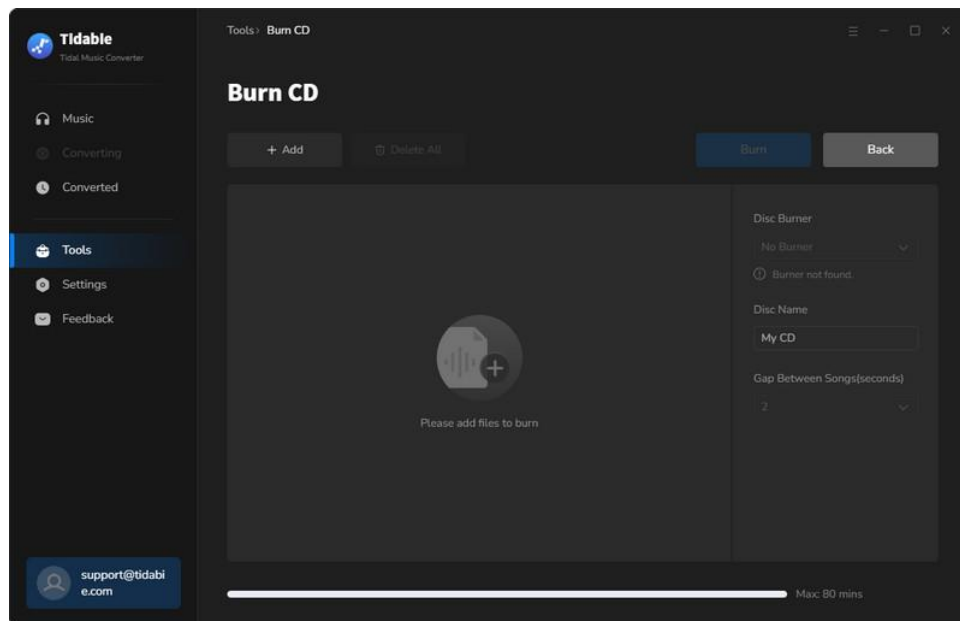 Tidable
Tidal Music Converter
Music
Converting
Converted
Tools
Settings
Feedback
support@tidabi
e.com
Tools› Burn CD
Burn CD
+ Add
Delete All
Burn
Back
Please add files to burn
Disc Burner
No Burner
Burner not found.
Disc Name
My CD
Gap Between Songs(seconds)
2
Max: 80 mins